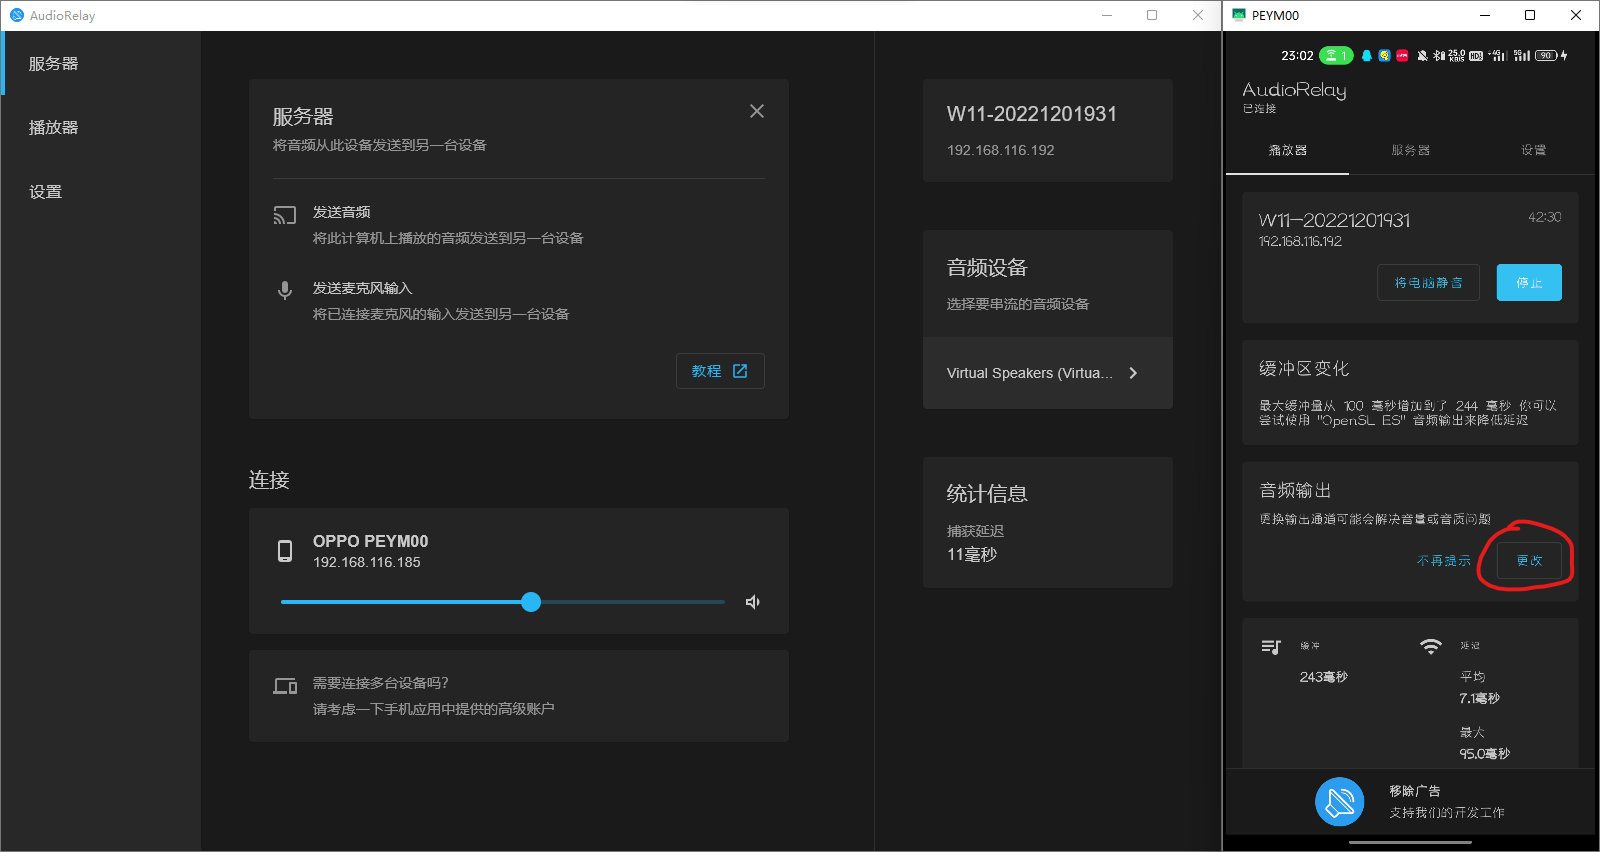 AudioRelay
服务器
播放器
设置
服务器
将音频从此设备发送到另一台设备
发送音频
将此计算机上播放的音频发送到另一台设备
发送麦克风输入
将已连接麦克风的输入发送到另一台设备
教程
连接
OPPO PEYM00
192.168.116.185
需要连接多台设备吗?
请考虑一下手机应用中提供的高级账户
W11-20221201931
192.168.116.192
音频设备
选择要串流的音频设备
Virtual Speakers (Virtua...
统计信息
捕获延迟
11毫秒
PEYM00
23:02 1 25.0 KB/S HD 4G 5G 90
AudioRelay
已连接
播放器 服务器 设置
W11-20221201931 42:30
192.168.116.192
将电脑静音 停止
缓冲区变化
最大缓冲量从 100 毫秒增加到了 244 毫秒 你可以
尝试使用 "OpenSL ES" 音频输出来降低延迟
音频输出
更换输出通道可能会解决音量或音质问题
不再提示 更改
缓冲 延迟
243毫秒 平均
7.1毫秒
最大
95.0毫秒
移除广告
支持我们的开发工作